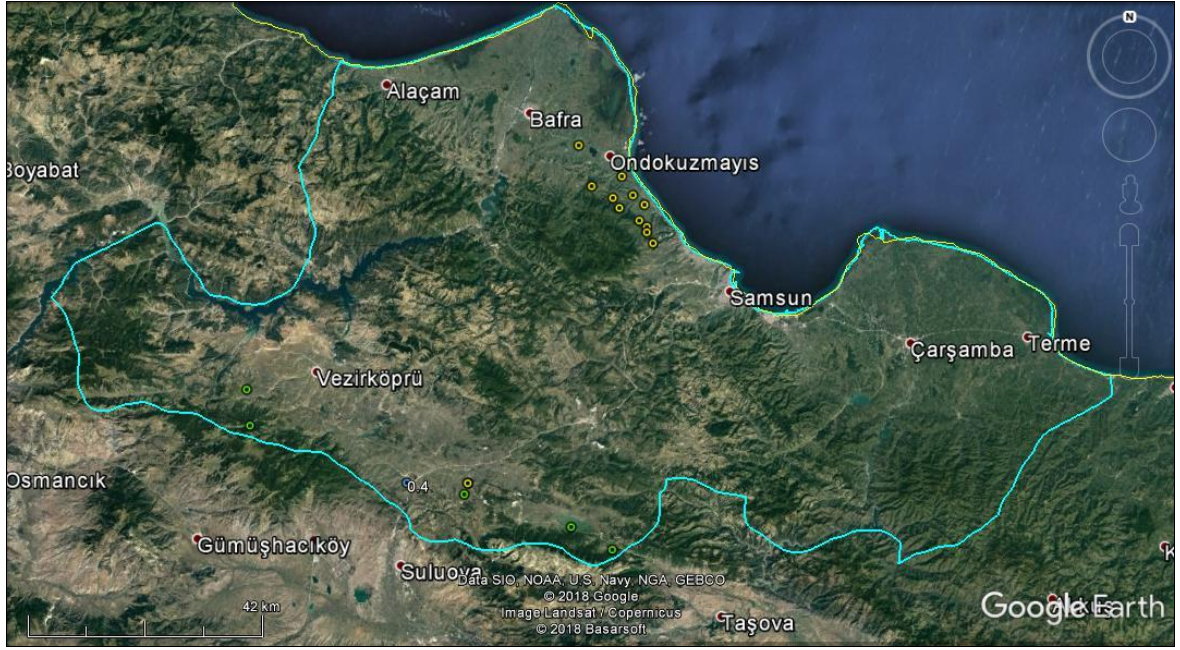 N
Alaçam
Bafra
Ondokuzmayıs
Boyabat
Samsun
Çarşamba
Terme
Vezirköprü
Osmancık
0.4
Gümüşhacıköy
Suluova
Data SIO, NOAA, U.S. Navy, NGA, GEBCO
© 2018 Google
Image Landsat / Copernicus
© 2018 Basarsoft
42 km
Taşova
Google Earth
K